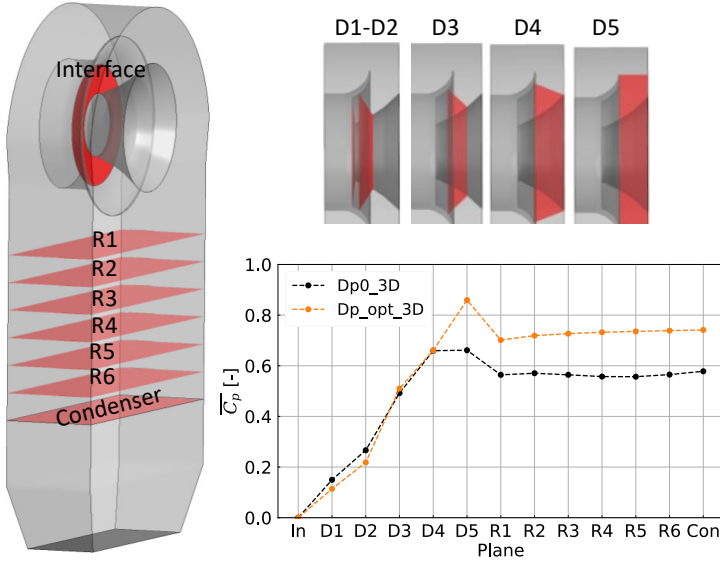 Interface
R1
R2
R3
R4
R5
R6
Condenser
D1-D2 D3 D4 D5
1.0
0.8
0.6
0.4
0.2
0.0
C̅p [-]
Dp0_3D
Dp_opt_3D
In D1 D2 D3 D4 D5 R1 R2 R3 R4 R5 R6 Con
Plane